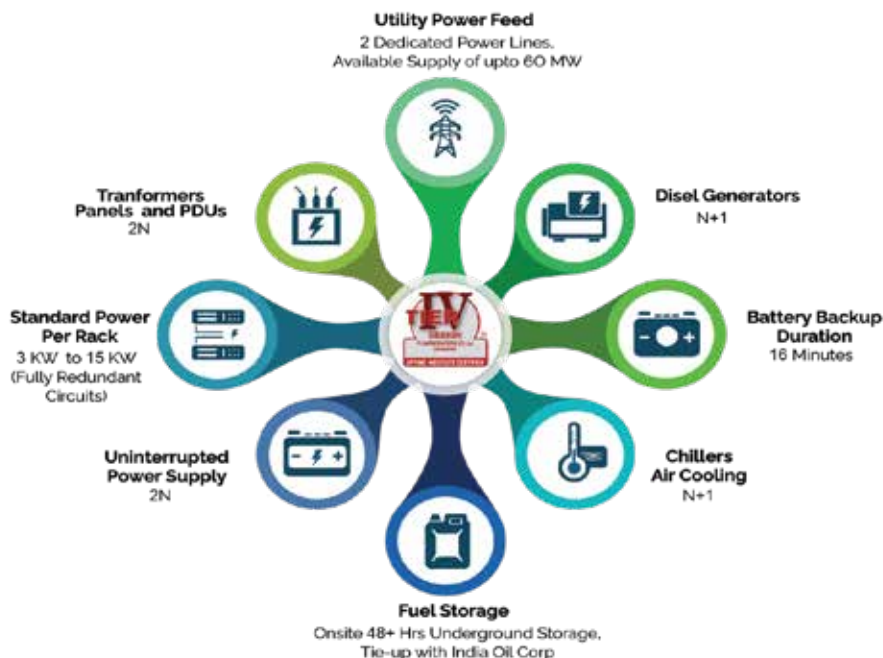 Utility Power Feed
2 Dedicated Power Lines,
Available Supply of upto 60 MW
Tranformers
Panels and PDUs
2N
Disel Generators
N+1
Standard Power
Per Rack
3 KW to 15 KW
(Fully Redundant
Circuits)
TIER
IV
Battery Backup
Duration
16 Minutes
Uninterrupted
Power Supply
2N
Chillers
Air Cooling
N+1
Fuel Storage
Onsite 48+ Hrs Underground Storage,
Tie-up with India Oil Corp